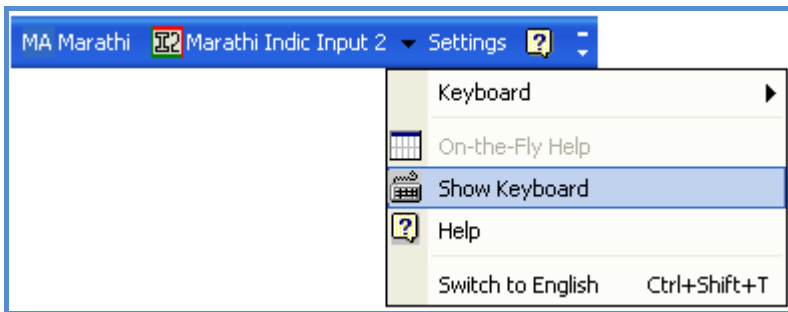 MA Marathi I2 Marathi Indic Input 2 Settings ?
Keyboard
On-the-Fly Help
Show Keyboard
? Help
Switch to English Ctrl+Shift+T